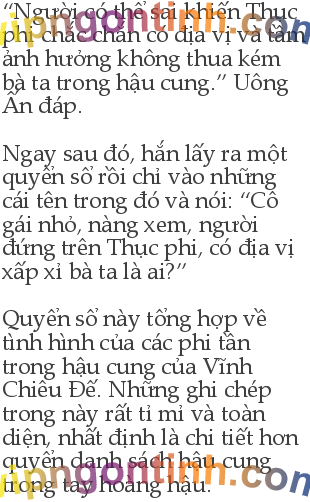 “Người có thể sai khiến Thục
phi chắc chắn có địa vị và tầm
ảnh hưởng không thua kém
bà ta trong hậu cung.” Uông
Ấn đáp.
Ngay sau đó, hắn lấy ra một
quyển sổ rồi chỉ vào những
cái tên trong đó và nói: “Cô
gái nhỏ, nàng xem, người
đứng trên Thục phi, có địa vị
xấp xỉ bà ta là ai?”
Quyển sổ này tổng hợp về
tình hình của các phi tần
trong hậu cung của Vĩnh
Chiêu Đế. Những ghi chép
trong này rất tỉ mỉ và toàn
diện, nhất định là chi tiết hơn
quyển danh sách hậu cung
trong tay hoàng hậu.
vipngontinh.com
vipngontinh.com